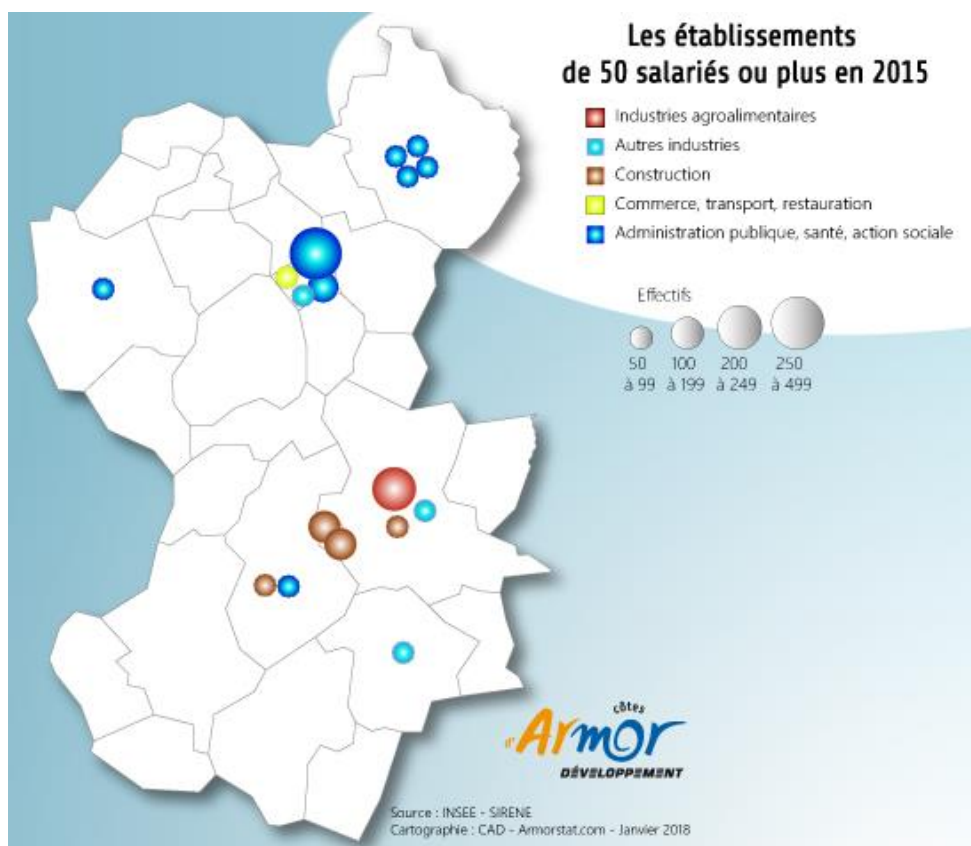 Les établissements
de 50 salariés ou plus en 2015
Industries agroalimentaires
Autres industries
Construction
Commerce, transport, restauration
Administration publique, santé, action sociale
Effectifs
50 100 200 250
à 99 à 199 à 249 à 499
côtes
d'Armor
DÉVELOPPEMENT
Source : INSEE - SIRENE
Cartographie : CAD - Armorstat.com - Janvier 2018